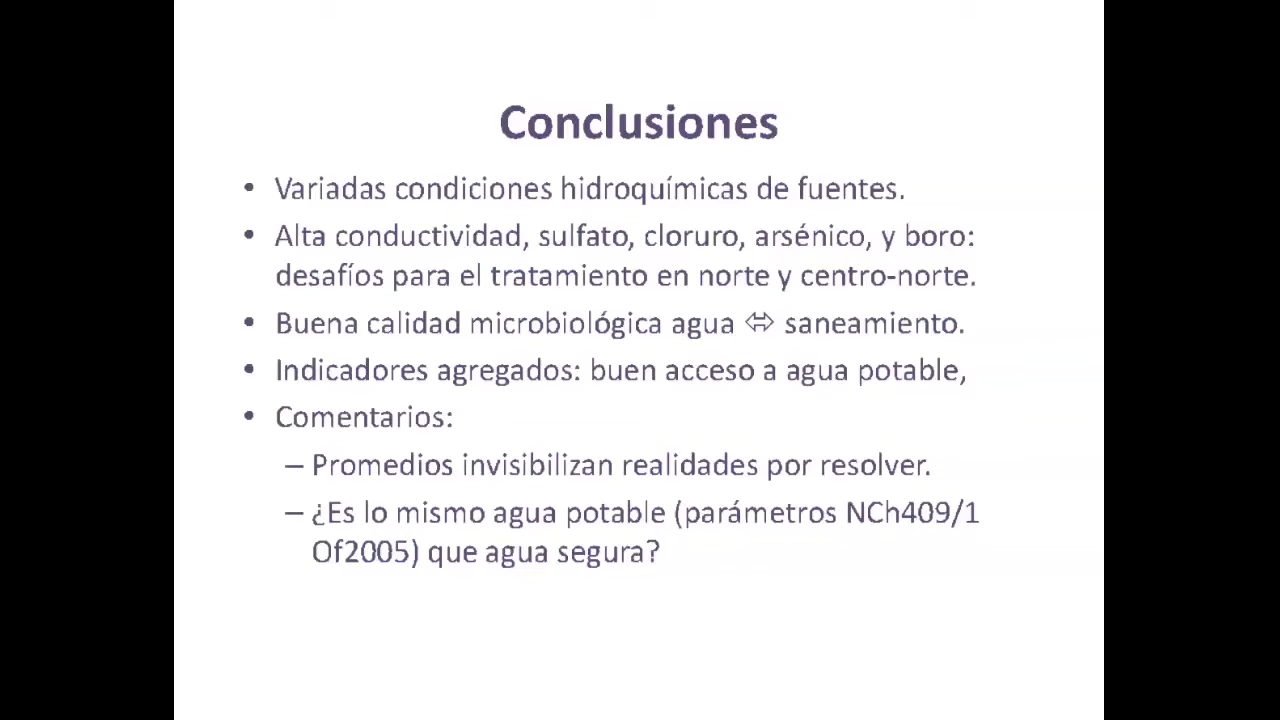 Conclusiones
• Variadas condiciones hidroquímicas de fuentes.
• Alta conductividad, sulfato, cloruro, arsénico, y boro:
desafíos para el tratamiento en norte y centro-norte.
• Buena calidad microbiológica agua ⬄ saneamiento.
• Indicadores agregados: buen acceso a agua potable,
• Comentarios:
– Promedios invisibilizan realidades por resolver.
– ¿Es lo mismo agua potable (parámetros NCh409/1
Of2005) que agua segura?